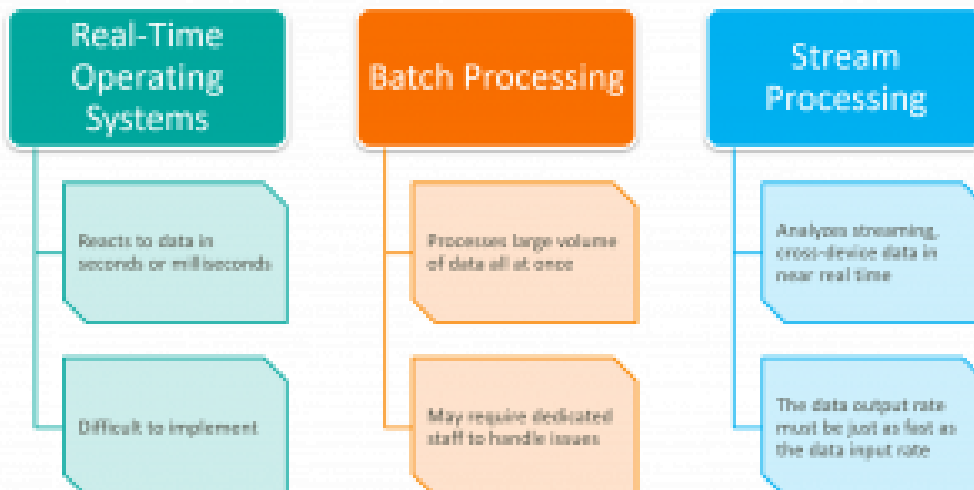 Real-Time
Operating
Systems
Reacts to data in
seconds or milliseconds
Difficult to implement
Batch Processing
Processes large volume
of data all at once
May require dedicated
staff to handle issues
Stream
Processing
Analyzes streaming,
cross-device data in
near real time
The data output rate
must be just as fast as
the data input rate